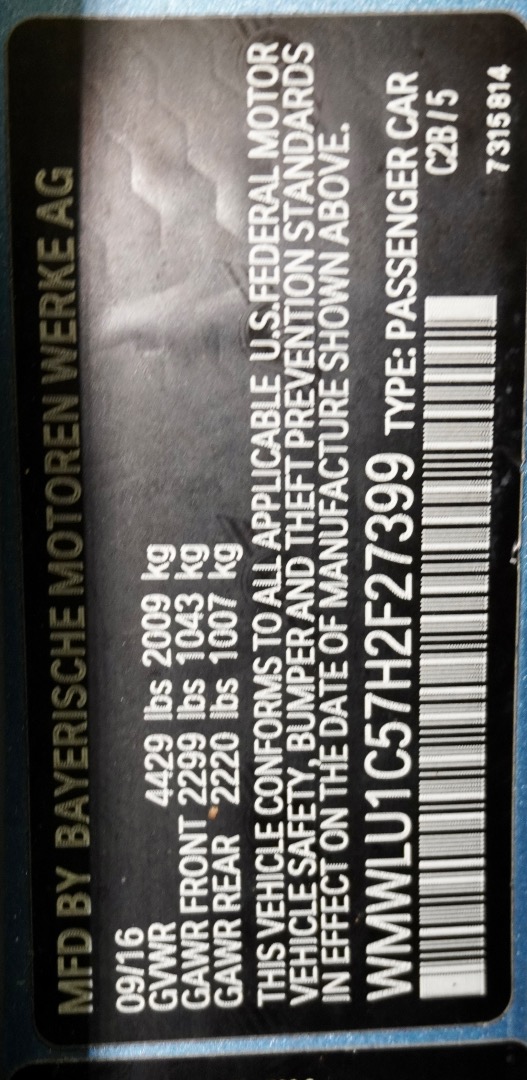 MFD BY BAYERISCHE MOTOREN WERKE AG
09/16
GVWR 4429 lbs 2009 kg
GAWR FRONT 2299 lbs 1043 kg
GAWR REAR 2220 lbs 1007 kg
THIS VEHICLE CONFORMS TO ALL APPLICABLE U.S. FEDERAL MOTOR
VEHICLE SAFETY, BUMPER AND THEFT PREVENTION STANDARDS
IN EFFECT ON THE DATE OF MANUFACTURE SHOWN ABOVE.
WMWLU1C57H2F27399 TYPE: PASSENGER CAR
C2B / 5
7315814